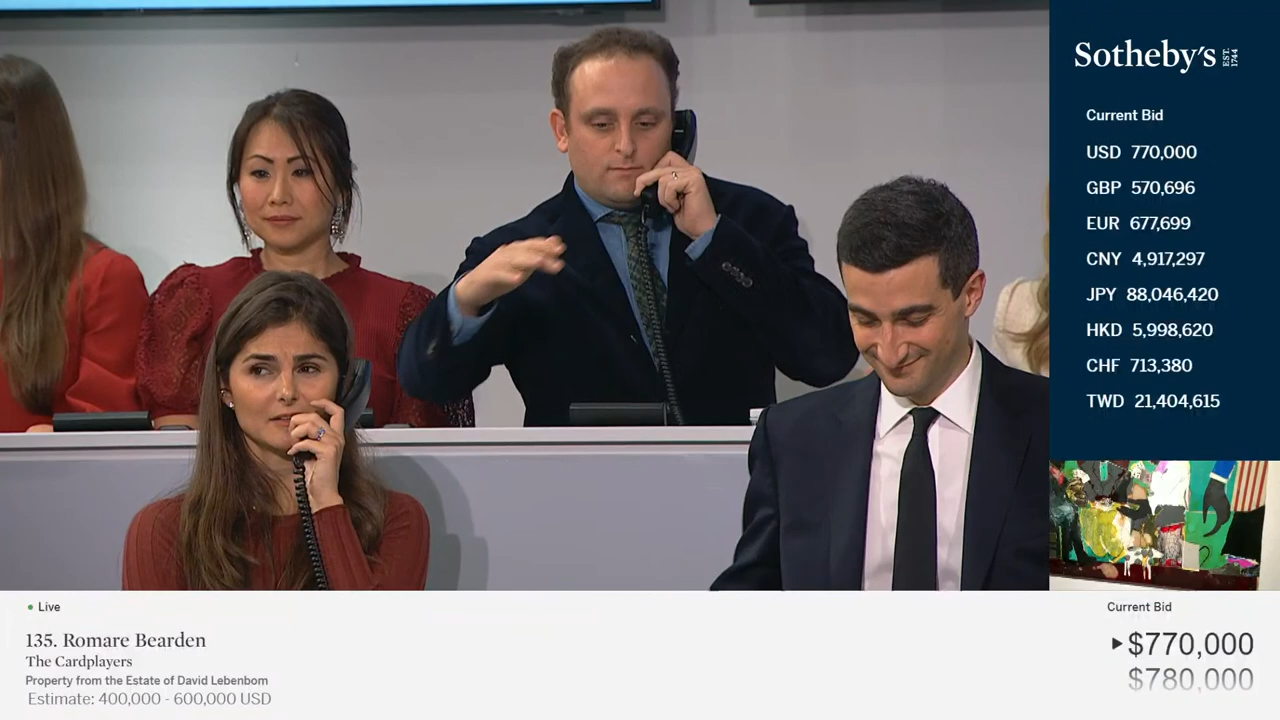 Sotheby's EST. 1744
Current Bid
USD 770,000
GBP 570,696
EUR 677,699
CNY 4,917,297
JPY 88,046,420
HKD 5,998,620
CHF 713,380
TWD 21,404,615
• Live
135. Romare Bearden
The Cardplayers
Property from the Estate of David Lebenbom
Estimate: 400,000 - 600,000 USD
Current Bid
$770,000
$780,000